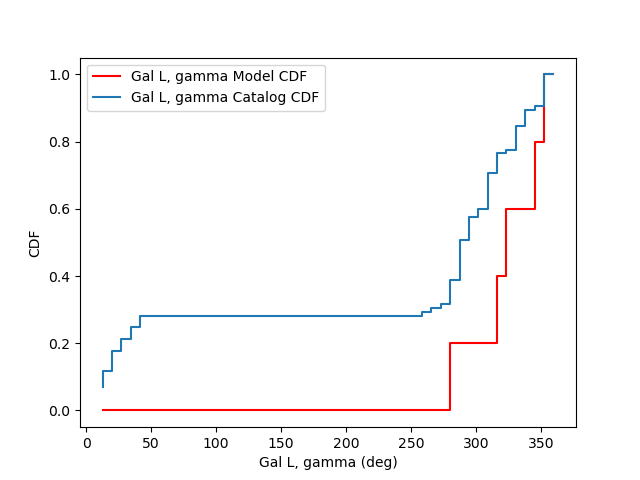 Gal L, gamma Model CDF
Gal L, gamma Catalog CDF
1.0
0.8
0.6
0.4
0.2
0.0
CDF
0 50 100 150 200 250 300 350
Gal L, gamma (deg)